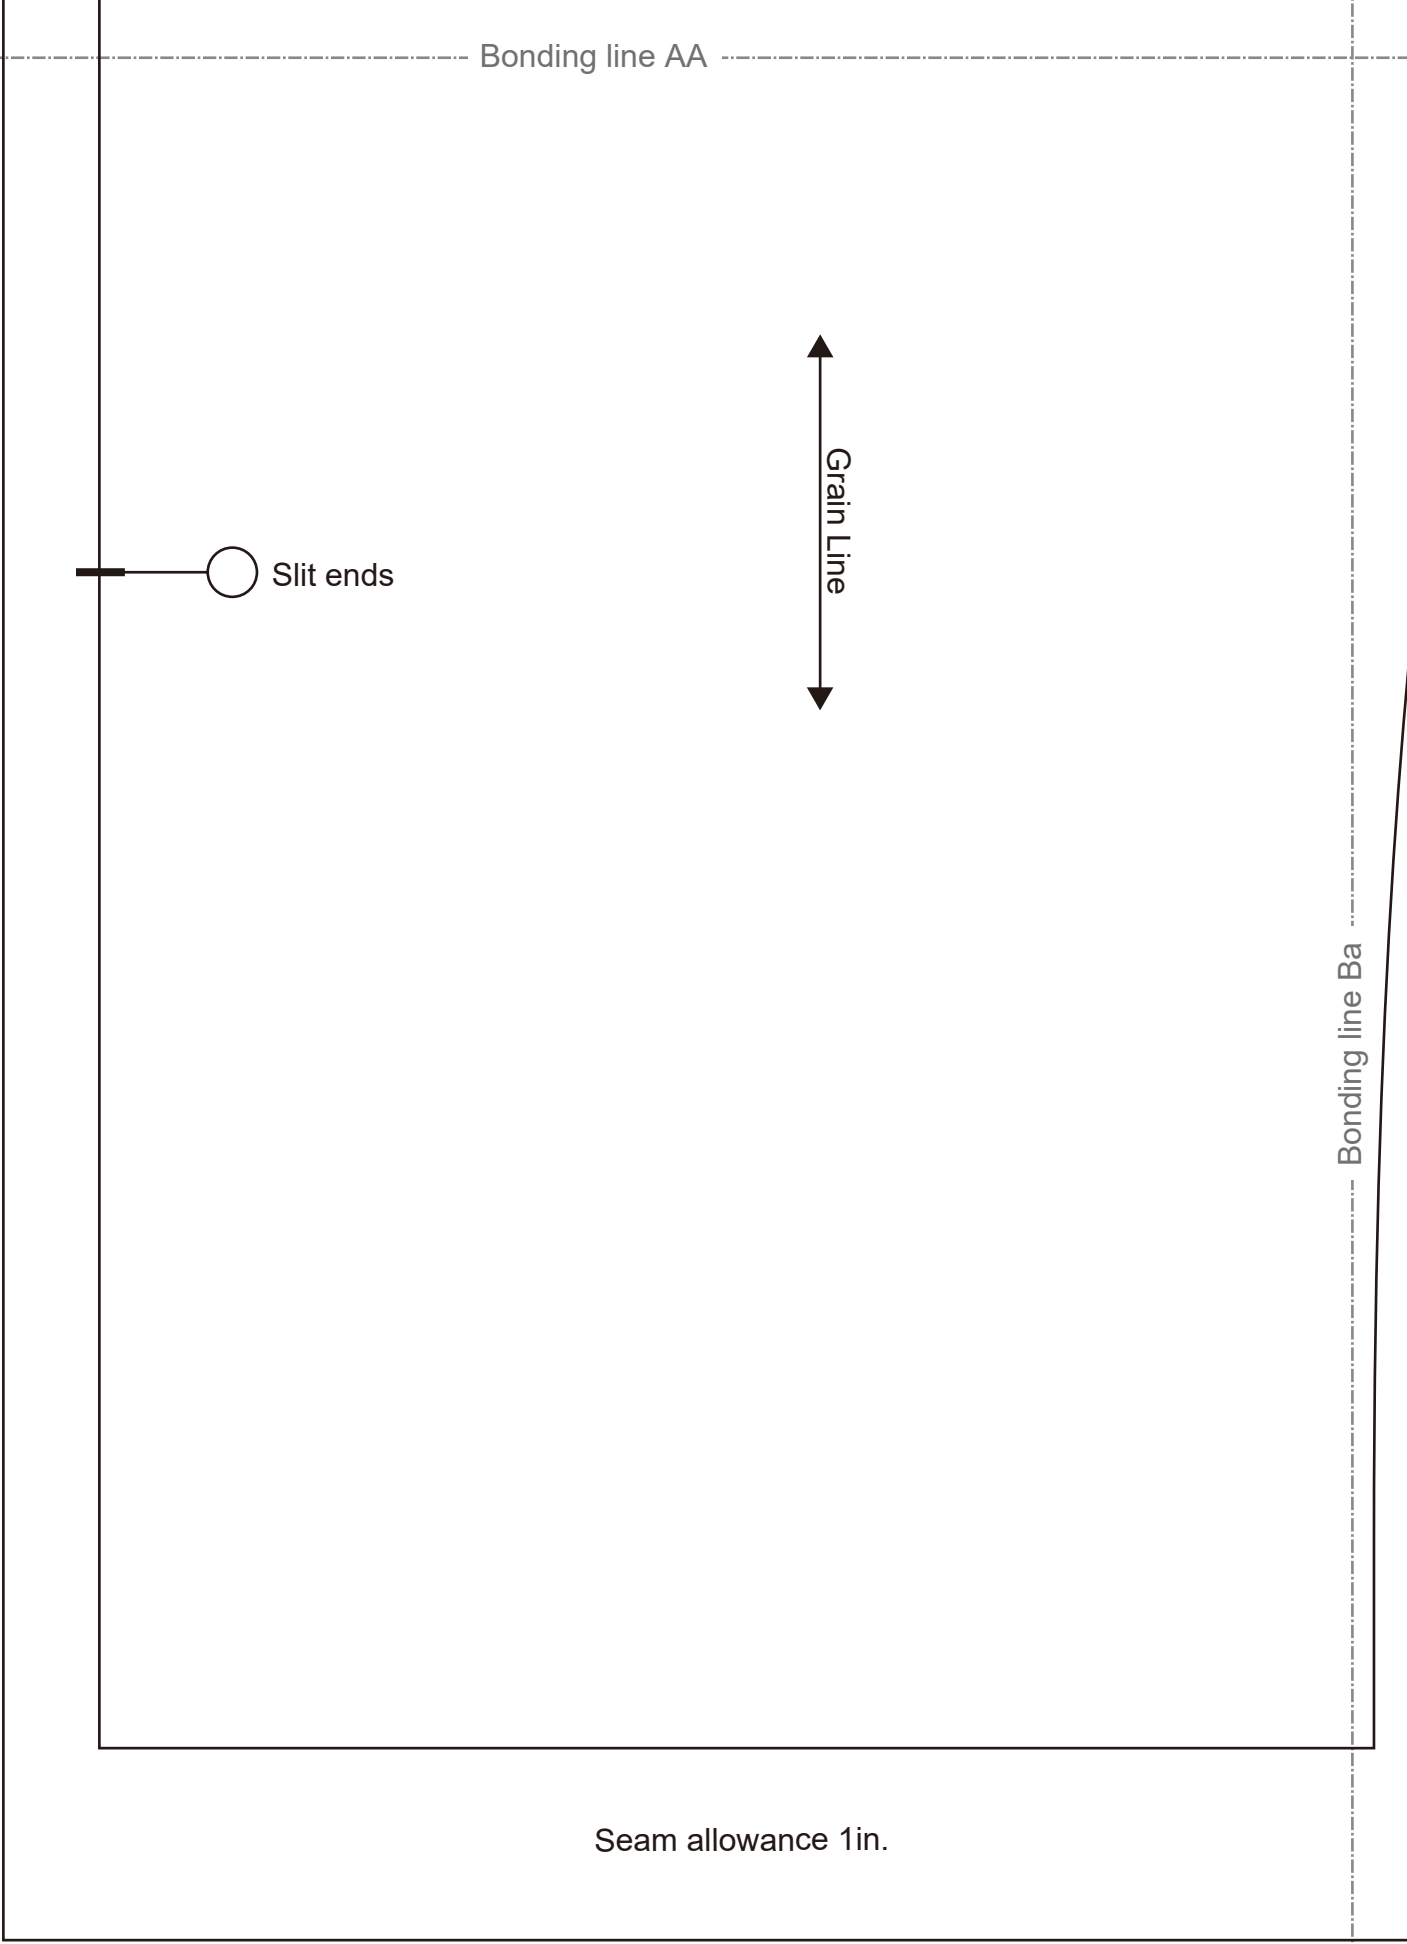 Bonding line AA
Grain Line
Slit ends
Bonding line Ba
Seam allowance 1in.